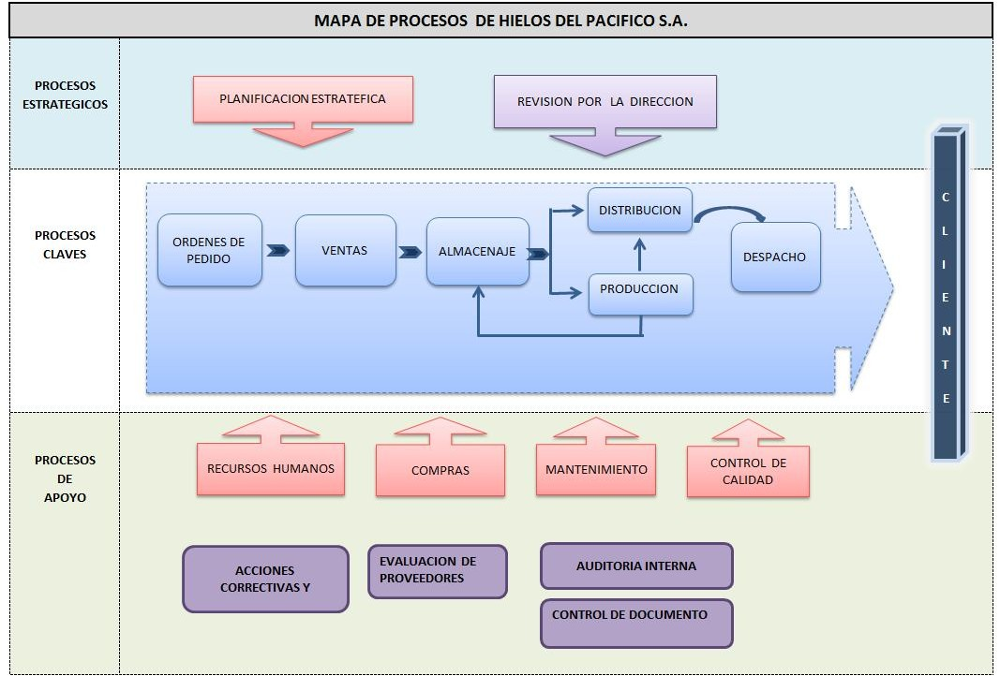 MAPA DE PROCESOS DE HIELOS DEL PACIFICO S.A.
PROCESOS
ESTRATEGICOS
PLANIFICACION ESTRATEFICA
REVISION POR LA DIRECCION
PROCESOS
CLAVES
ORDENES DE
PEDIDO
VENTAS
ALMACENAJE
DISTRIBUCION
PRODUCCION
DESPACHO
C
L
I
E
N
T
E
PROCESOS
DE
APOYO
RECURSOS HUMANOS
COMPRAS
MANTENIMIENTO
CONTROL DE
CALIDAD
ACCIONES
CORRECTIVAS Y
EVALUACION DE
PROVEEDORES
AUDITORIA INTERNA
CONTROL DE DOCUMENTO